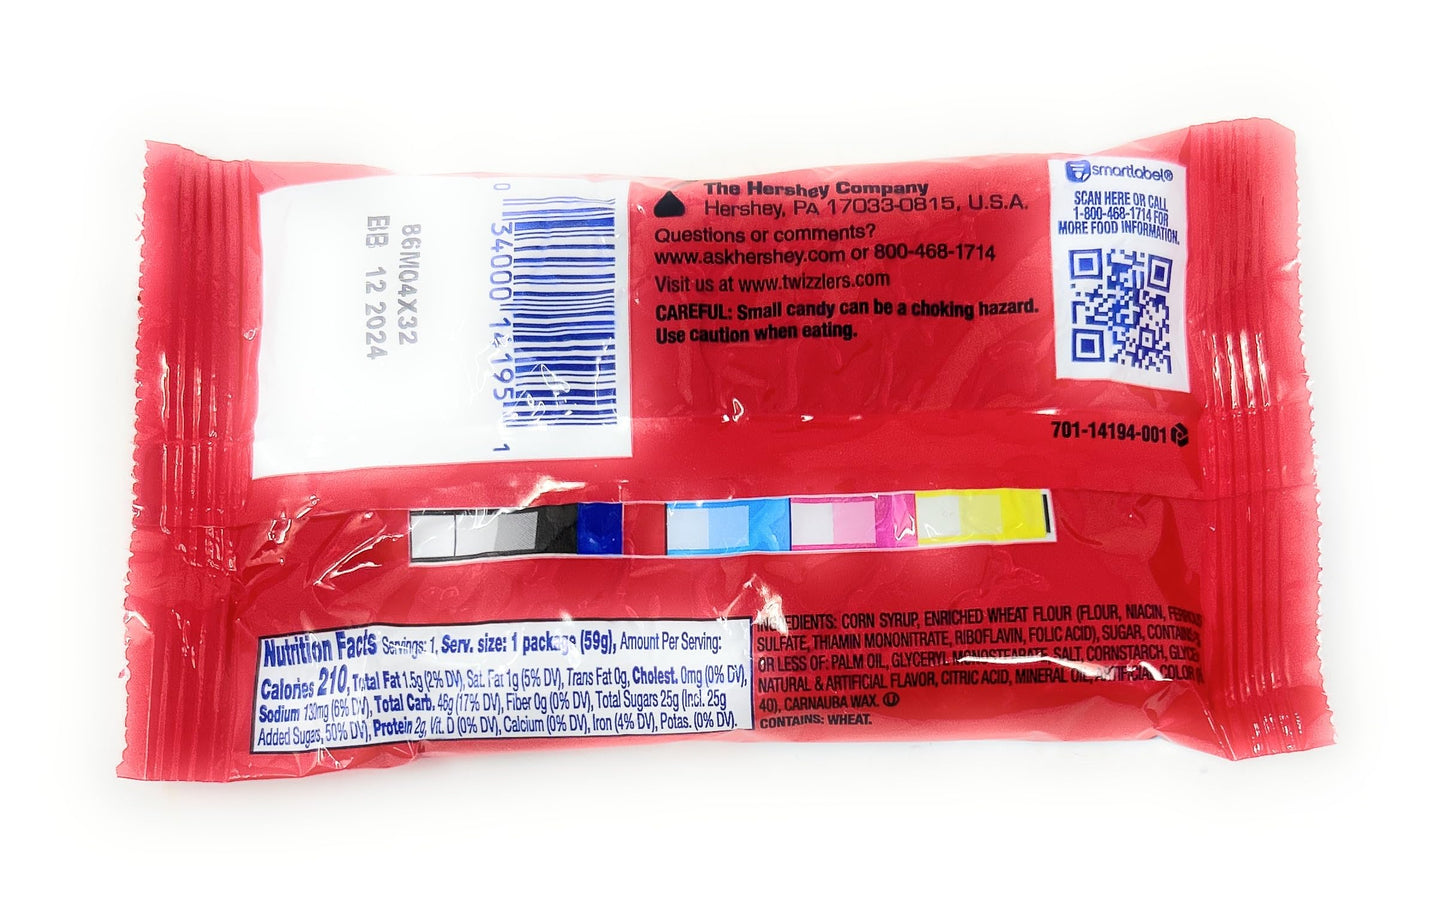 86M04X32
BB 12 2024
0 34000 14195 1
The Hershey Company
Hershey, PA 17033-0815, U.S.A.
Questions or comments?
www.askhershey.com or 800-468-1714
Visit us at www.twizzlers.com
CAREFUL: Small candy can be a choking hazard.
Use caution when eating.
smartlabel®
SCAN HERE OR CALL
1-800-468-1714 FOR
MORE FOOD INFORMATION.
701-14194-001
Nutrition Facts Servings: 1, Serv. size: 1 package (59g), Amount Per Serving:
Calories 210, Total Fat 1.5g (2% DV), Sat. Fat 1g (5% DV), Trans Fat 0g, Cholest. 0mg (0% DV),
Sodium 130mg (6% DV), Total Carb. 46g (17% DV), Fiber 0g (0% DV), Total Sugars 25g (Incl. 25g
Added Sugars, 50% DV), Protein 2g, Vit. D (0% DV), Calcium (0% DV), Iron (4% DV), Potas. (0% DV).
INGREDIENTS: CORN SYRUP, ENRICHED WHEAT FLOUR (FLOUR, NIACIN,
SULFATE, THIAMIN MONONITRATE, RIBOFLAVIN, FOLIC ACID), SUGAR,
OR LESS OF: PALM OIL, GLYCERYL MONOSTEARATE, SALT, CORNSTARCH,
NATURAL & ARTIFICIAL FLAVOR, CITRIC ACID, MINERAL OIL, ARTIFICIAL COLOR
40), CARNAUBA WAX. U
CONTAINS: WHEAT.